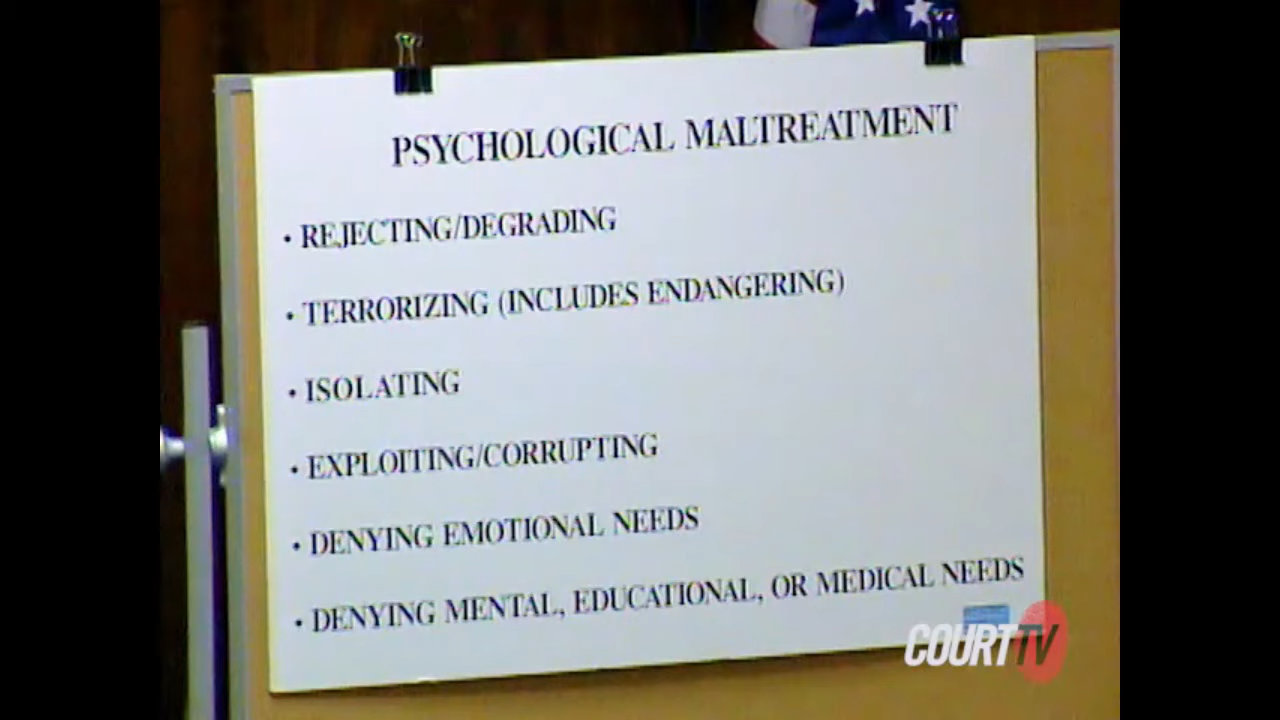 PSYCHOLOGICAL MALTREATMENT
• REJECTING/DEGRADING
• TERRORIZING (INCLUDES ENDANGERING)
• ISOLATING
• EXPLOITING/CORRUPTING
• DENYING EMOTIONAL NEEDS
• DENYING MENTAL, EDUCATIONAL, OR MEDICAL NEEDS
COURT TV